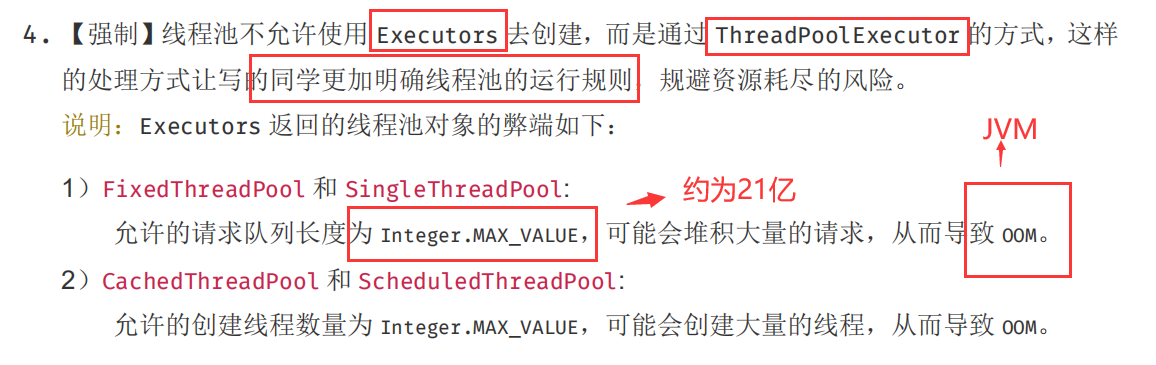 4. 【强制】线程池不允许使用 Executors 去创建，而是通过 ThreadPoolExecutor 的方式，这样
的处理方式让写的同学更加明确线程池的运行规则，规避资源耗尽的风险。
说明：Executors 返回的线程池对象的弊端如下：
JVM
1）FixedThreadPool 和 SingleThreadPool:
约为21亿
允许的请求队列长度为 Integer.MAX_VALUE，可能会堆积大量的请求，从而导致 OOM。
2）CachedThreadPool 和 ScheduledThreadPool:
允许的创建线程数量为 Integer.MAX_VALUE，可能会创建大量的线程，从而导致 OOM。